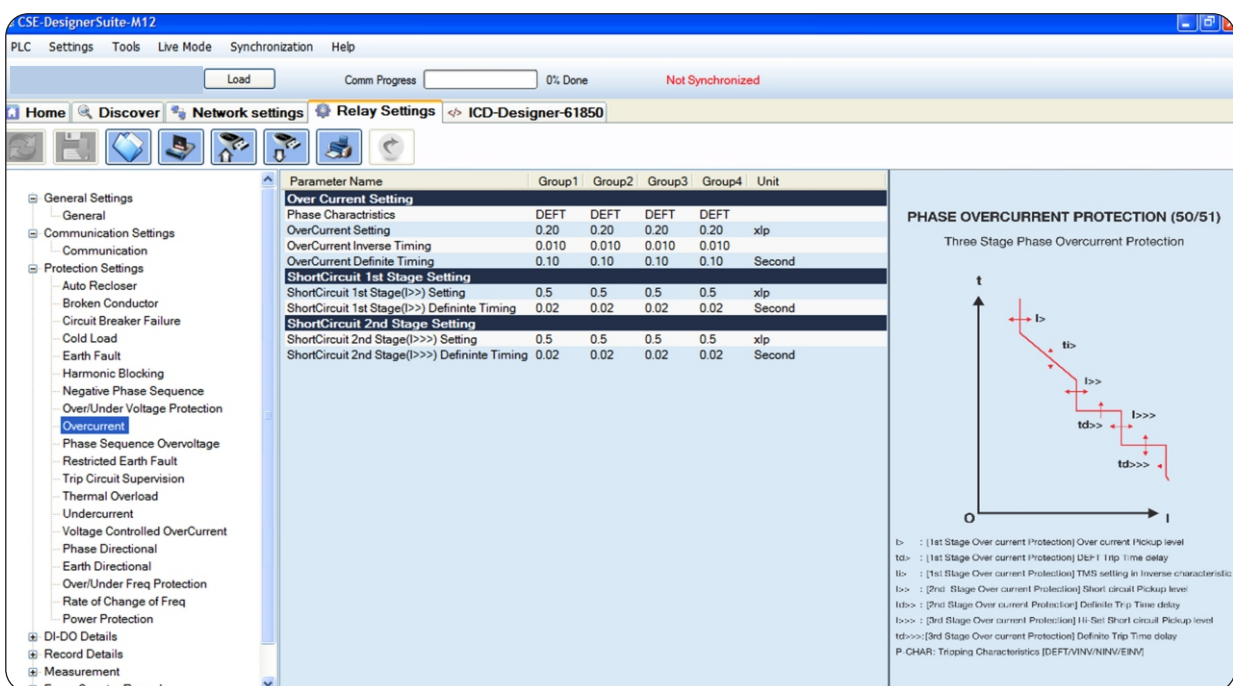 CSE-DesignerSuite-M12
PLC Settings Tools Live Mode Synchronization Help
Load Comm Progress 0% Done Not Synchronized
Home Discover Network settings Relay Settings ICD-Designer-61850
General Settings
General
Communication Settings
Communication
Protection Settings
Auto Recloser
Broken Conductor
Circuit Breaker Failure
Cold Load
Earth Fault
Harmonic Blocking
Negative Phase Sequence
Over/Under Voltage Protection
Overcurrent
Phase Sequence Overvoltage
Restricted Earth Fault
Trip Circuit Supervision
Thermal Overload
Undercurrent
Voltage Controlled OverCurrent
Phase Directional
Earth Directional
Over/Under Freq Protection
Rate of Change of Freq
Power Protection
DI-DO Details
Record Details
Measurement
Parameter Name Group1 Group2 Group3 Group4 Unit
Over Current Setting
Phase Charactristics DEFT DEFT DEFT DEFT
OverCurrent Setting 0.20 0.20 0.20 0.20 xlp
OverCurrent Inverse Timing 0.010 0.010 0.010 0.010
OverCurrent Definite Timing 0.10 0.10 0.10 0.10 Second
ShortCircuit 1st Stage Setting
ShortCircuit 1st Stage(I>>) Setting 0.5 0.5 0.5 0.5 xlp
ShortCircuit 1st Stage(I>>) Defininte Timing 0.02 0.02 0.02 0.02 Second
ShortCircuit 2nd Stage Setting
ShortCircuit 2nd Stage(I>>>) Setting 0.5 0.5 0.5 0.5 xlp
ShortCircuit 2nd Stage(I>>>) Defininte Timing 0.02 0.02 0.02 0.02 Second
PHASE OVERCURRENT PROTECTION (50/51)
Three Stage Phase Overcurrent Protection
t
I>
ti>
I>>
I>>>
td>>
td>>>
O I
I> : [1st Stage Over current Protection] Over current Pickup level
td> : [1st Stage Over current Protection] DEFT Trip Time delay
ti> : [1st Stage Over current Protection] TMS setting in Inverse characteristic
I>> : [2nd Stage Over current Protection] Short circuit Pickup level
td>> : [2nd Stage Over current Protection] Definite Trip Time delay
I>>> : [3rd Stage Over current Protection] Hi-Set Short circuit Pickup level
td>>>:[3rd Stage Over current Protection] Definite Trip Time delay
P-CHAR: Tripping Characteristics [DEFT/VINV/NINV/EINV]